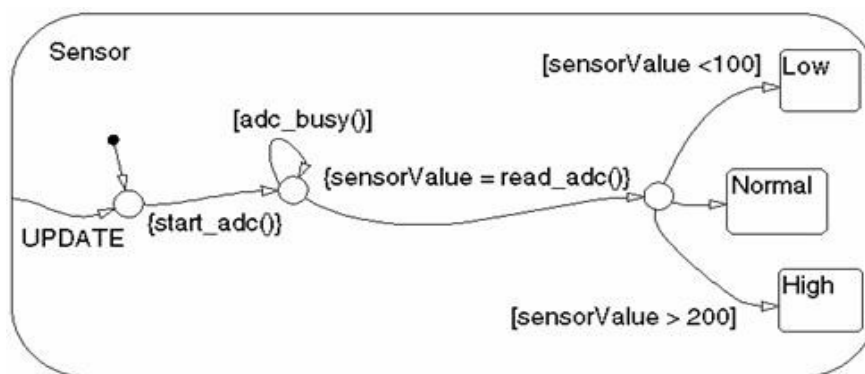 Sensor
[sensorValue <100]
Low
[adc_busy()]
{sensorValue = read_adc()}
Normal
{start_adc()}
UPDATE
High
[sensorValue > 200]